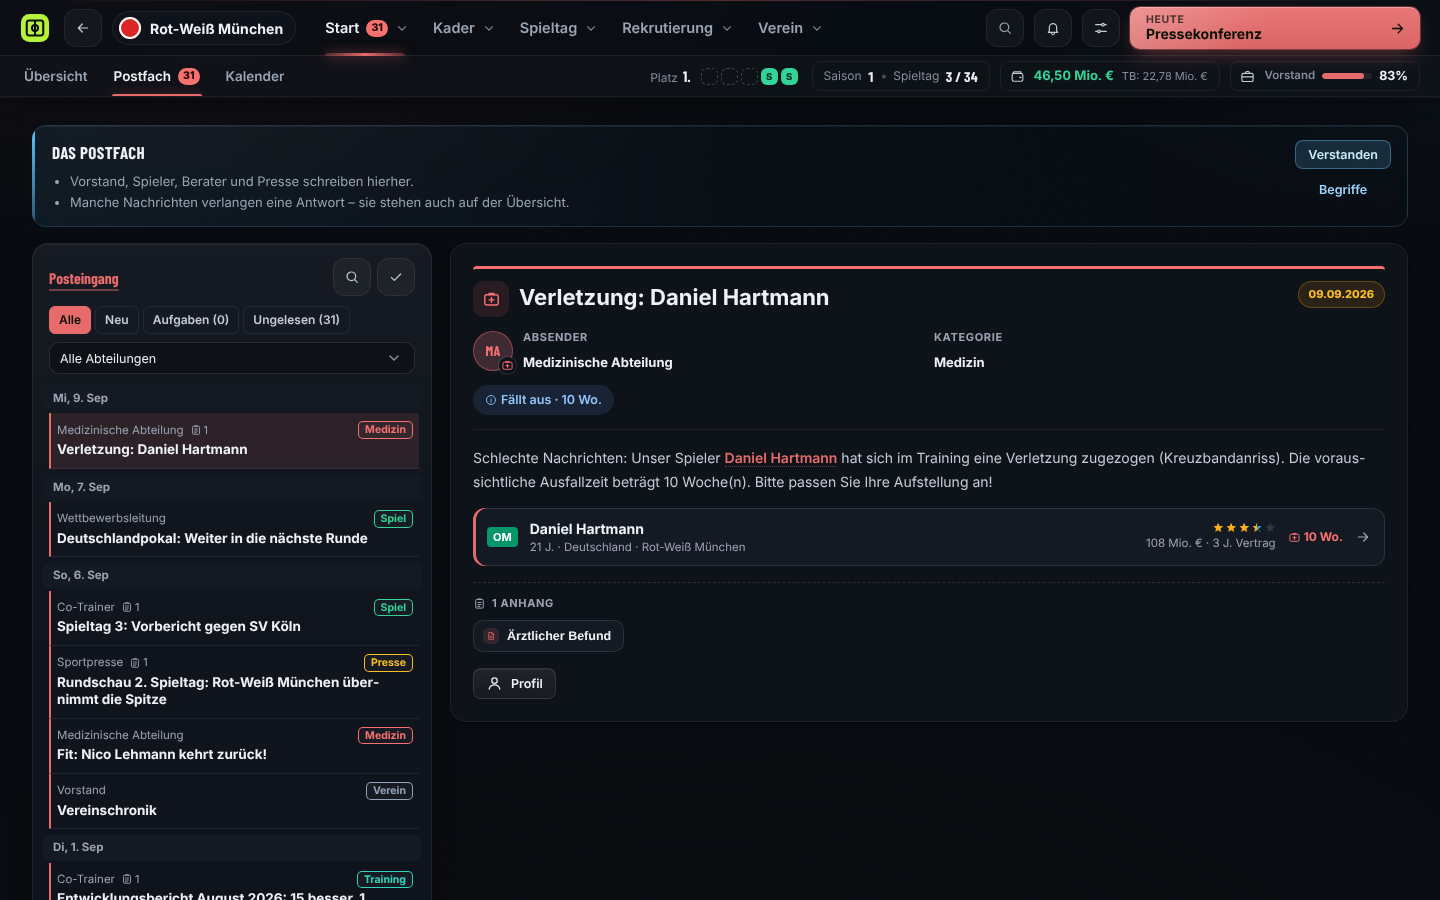 Rot-Weiß München
Start 31
Kader
Spieltag
Rekrutierung
Verein
HEUTE
Pressekonferenz
Übersicht
Postfach 31
Kalender
Platz 1.
S S
Saison 1 • Spieltag 3 / 34
46,50 Mio. € TB: 22,78 Mio. €
Vorstand 83%
DAS POSTFACH
• Vorstand, Spieler, Berater und Presse schreiben hierher.
• Manche Nachrichten verlangen eine Antwort – sie stehen auch auf der Übersicht.
Verstanden
Begriffe
Posteingang
Alle
Neu
Aufgaben (0)
Ungelesen (31)
Alle Abteilungen
Mi, 9. Sep
Medizinische Abteilung 1
Medizin
Verletzung: Daniel Hartmann
Mo, 7. Sep
Wettbewerbsleitung
Spiel
Deutschlandpokal: Weiter in die nächste Runde
So, 6. Sep
Co-Trainer 1
Spiel
Spieltag 3: Vorbericht gegen SV Köln
Sportpresse 1
Presse
Rundschau 2. Spieltag: Rot-Weiß München über-
nimmt die Spitze
Medizinische Abteilung
Medizin
Fit: Nico Lehmann kehrt zurück!
Vorstand
Verein
Vereinschronik
Di, 1. Sep
Co-Trainer 1
Training
Entwicklungsbericht August 2026: 15 besser, 1
Verletzung: Daniel Hartmann
09.09.2026
MA
ABSENDER
Medizinische Abteilung
KATEGORIE
Medizin
Fällt aus · 10 Wo.
Schlechte Nachrichten: Unser Spieler Daniel Hartmann hat sich im Training eine Verletzung zugezogen (Kreuzbandanriss). Die voraus-
sichtliche Ausfallzeit beträgt 10 Woche(n). Bitte passen Sie Ihre Aufstellung an!
OM
Daniel Hartmann
21 J. · Deutschland · Rot-Weiß München
108 Mio. € · 3 J. Vertrag
10 Wo.
1 ANHANG
Ärztlicher Befund
Profil